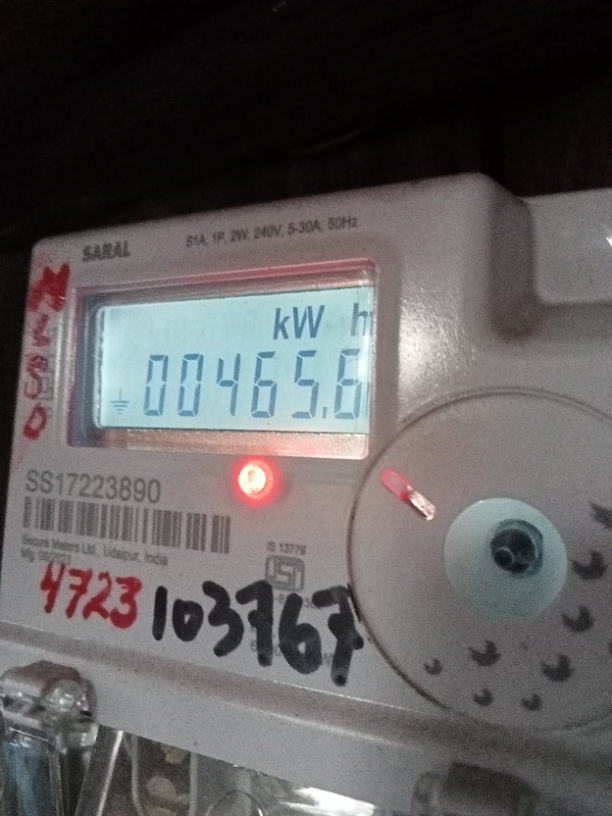 SARAL S1A, 1P, 2W, 240V, 5-30A, 50Hz
kW h
00465.6
SS17223890
Secure Meters Ltd., Udaipur, India
IS 13779
ISI
4723 103767